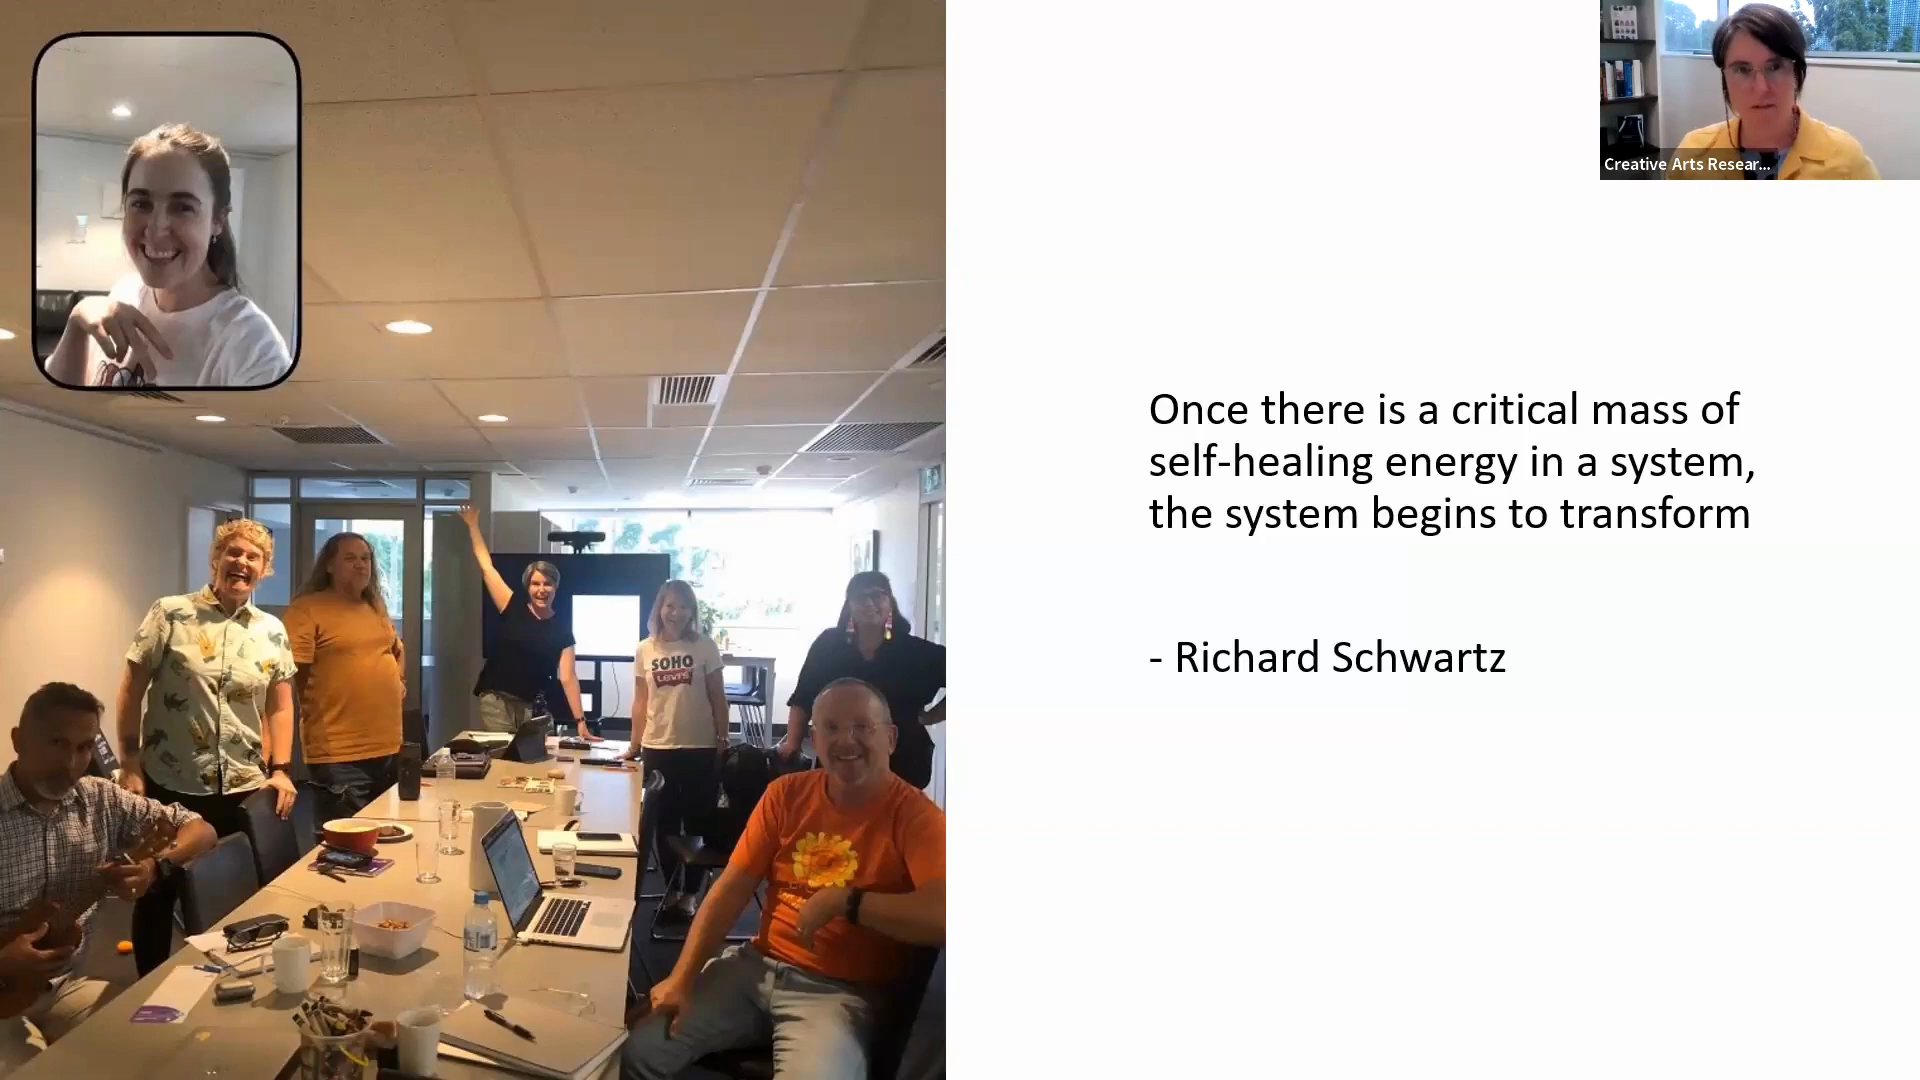 Creative Arts Resear...
Once there is a critical mass of
self-healing energy in a system,
the system begins to transform
- Richard Schwartz
SOHO
LEVI'S